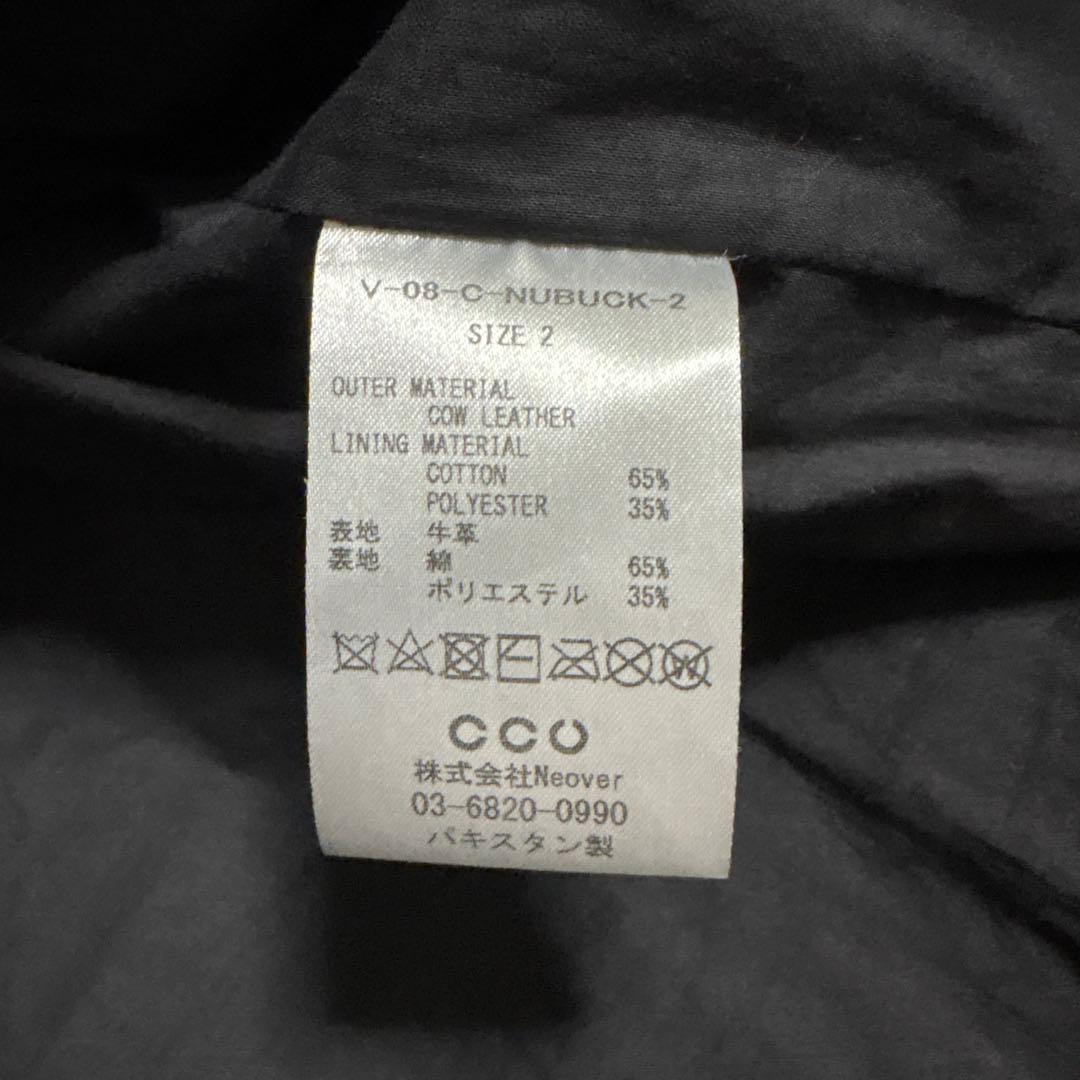 V-08-C-NUBUCK-2
SIZE 2
OUTER MATERIAL
COW LEATHER
LINING MATERIAL
COTTON 65%
POLYESTER 35%
表地 牛革
裏地 綿 65%
ポリエステル 35%
W
CCU
株式会社Neover
03-6820-0990
パキスタン製